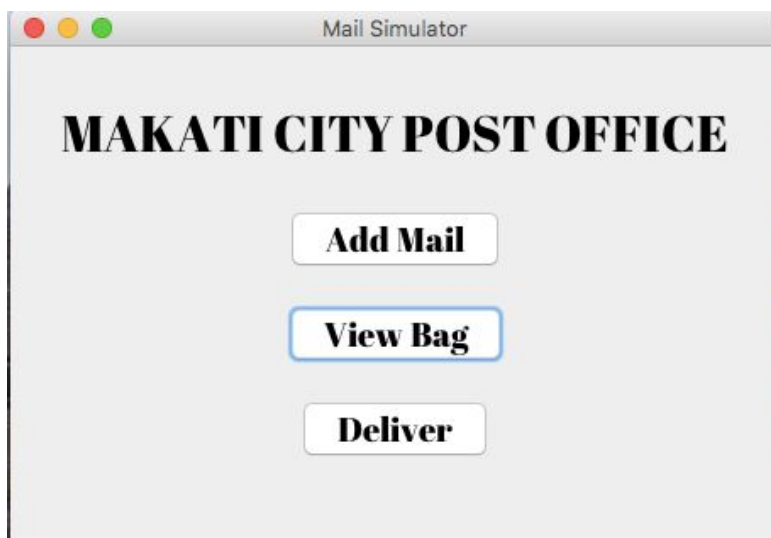 Mail Simulator
MAKATI CITY POST OFFICE
Add Mail
View Bag
Deliver